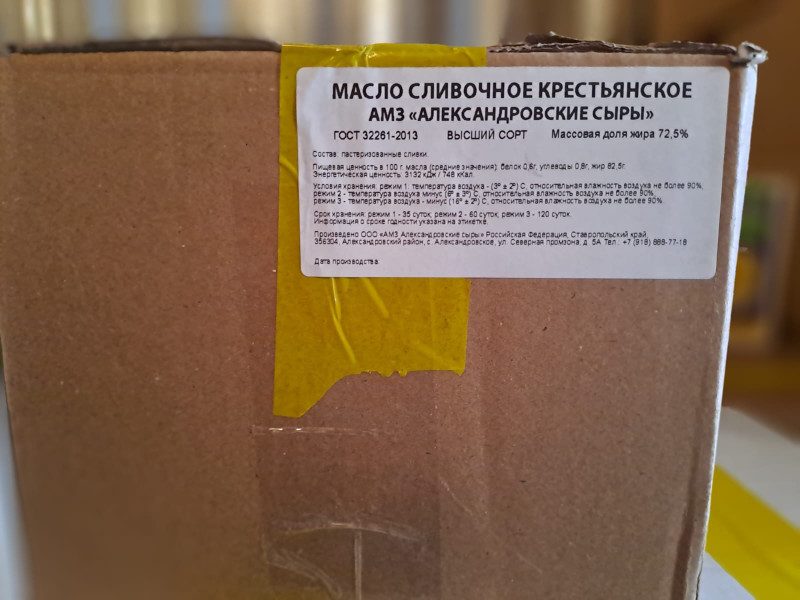 МАСЛО СЛИВОЧНОЕ КРЕСТЬЯНСКОЕ
АМЗ «АЛЕКСАНДРОВСКИЕ СЫРЫ»
ГОСТ 32261-2013 ВЫСШИЙ СОРТ Массовая доля жира 72,5%
Состав: пастеризованные сливки.
Пищевая ценность в 100 г масла (средние значения): белок 0,6г, углеводы 0,8г, жир 82,5г.
Энергетическая ценность: 3132 кДж / 748 кКал.
Условия хранения: режим 1: температура воздуха - (3º ± 2º) С, относительная влажность воздуха не более 90%,
режим 2 - температура воздуха минус (6º ± 3º) С, относительная влажность воздуха не более 90%,
режим 3 - температура воздуха - минус (16º ± 2º) С, относительная влажность воздуха не более 90%.
Срок хранения: режим 1 - 35 суток, режим 2 - 60 суток, режим 3 - 120 суток
Информация о сроке годности указана на этикетке.
Произведено ООО «АМЗ Александровские сыры» Российская Федерация, Ставропольский край,
356304, Александровский район, с. Александровское, ул. Северная промзона, д. 5А Тел.: +7 (918) 888-77-18
Дата производства: